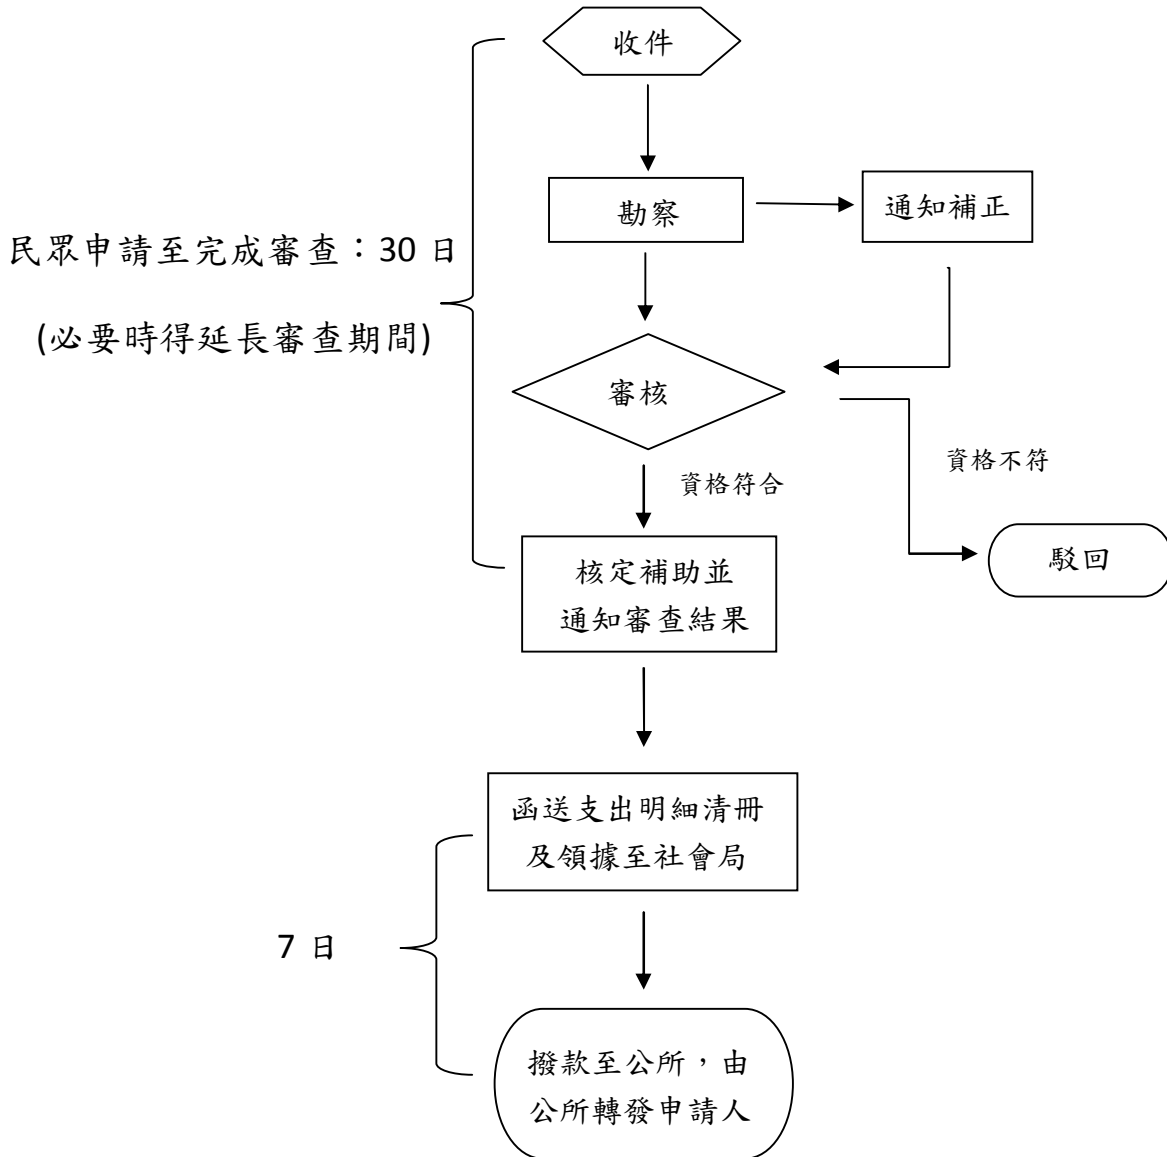 收件
勘察
通知補正
民眾申請至完成審查：30 日
(必要時得延長審查期間)
審核
資格符合
資格不符
核定補助並
通知審查結果
駁回
函送支出明細清冊
及領據至社會局
7 日
撥款至公所，由
公所轉發申請人